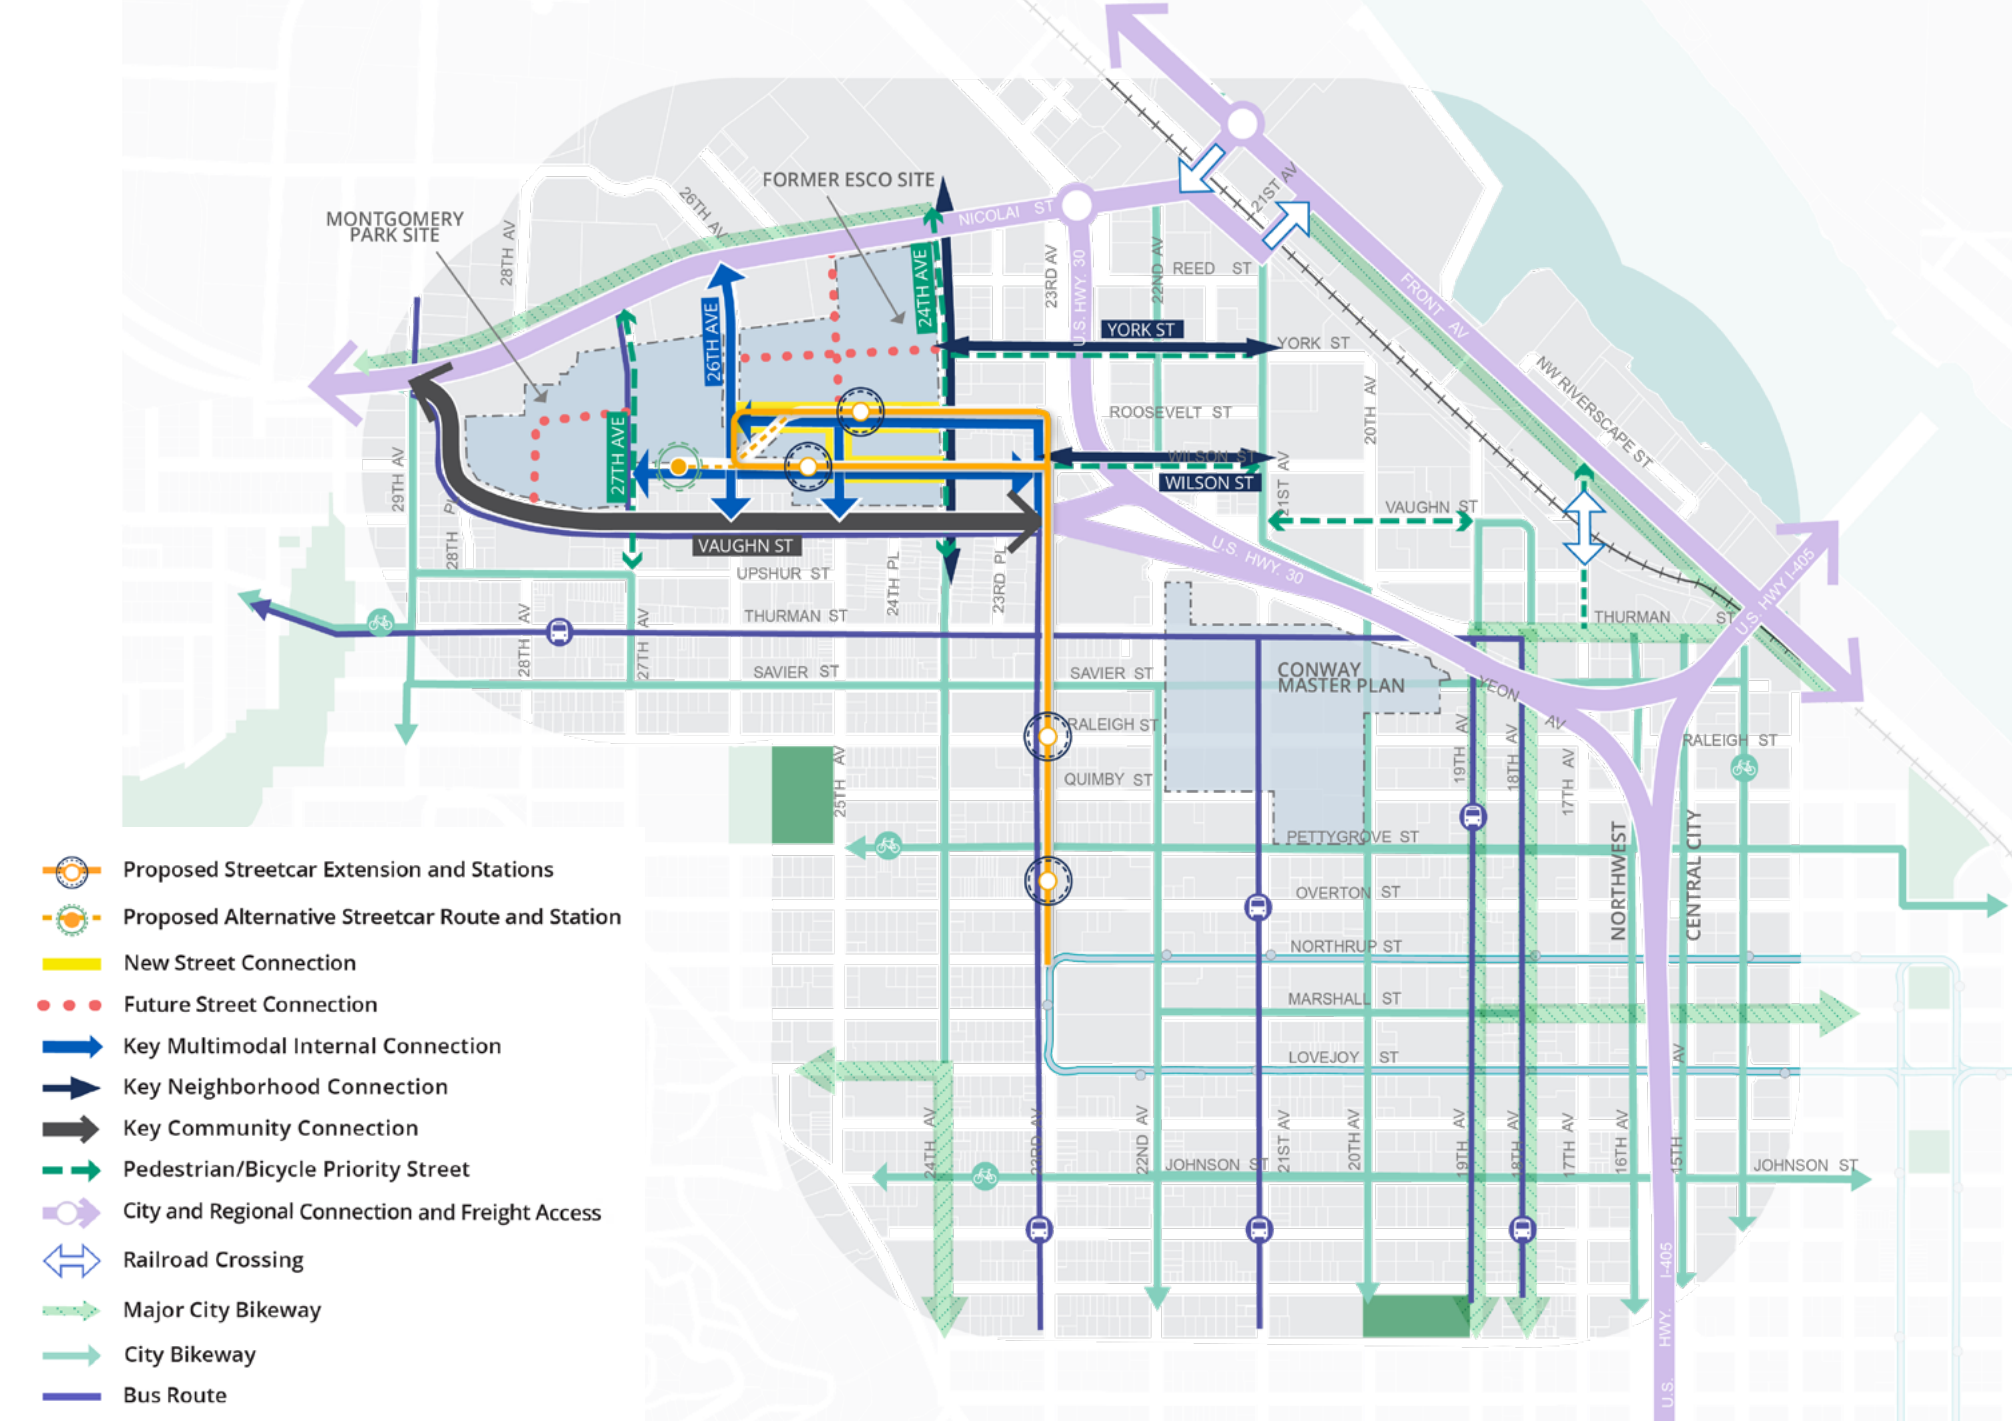 FORMER ESCO SITE
MONTGOMERY
PARK SITE
26TH AV
28TH AV
NICOLAI ST
21ST AV
24TH AVE
23RD AV
U.S. HWY. 30
22ND AV
REED ST
FRONT AV
26TH AVE
YORK ST
YORK ST
NW RIVERSCAPE ST
20TH AV
ROOSEVELT ST
27TH AVE
WILSON ST
WILSON ST
29TH AV
21ST AV
VAUGHN ST
28TH PL
VAUGHN ST
U.S. HWY. 30
U.S. HWY I-405
UPSHUR ST
24TH PL
23RD PL
THURMAN ST
THURMAN ST
28TH AV
27TH AV
SAVIER ST
SAVIER ST
CONWAY
MASTER PLAN
YEON AV
RALEIGH ST
19TH AV
18TH AV
17TH AV
RALEIGH ST
25TH AV
QUIMBY ST
PETTYGROVE ST
NORTHWEST
CENTRAL CITY
OVERTON ST
NORTHRUP ST
MARSHALL ST
LOVEJOY ST
24TH AV
23RD AV
22ND AV
21ST AV
20TH AV
19TH AV
18TH AV
17TH AV
16TH AV
15TH AV
JOHNSON ST
JOHNSON ST
U.S. HWY. I-405
Proposed Streetcar Extension and Stations
Proposed Alternative Streetcar Route and Station
New Street Connection
Future Street Connection
Key Multimodal Internal Connection
Key Neighborhood Connection
Key Community Connection
Pedestrian/Bicycle Priority Street
City and Regional Connection and Freight Access
Railroad Crossing
Major City Bikeway
City Bikeway
Bus Route